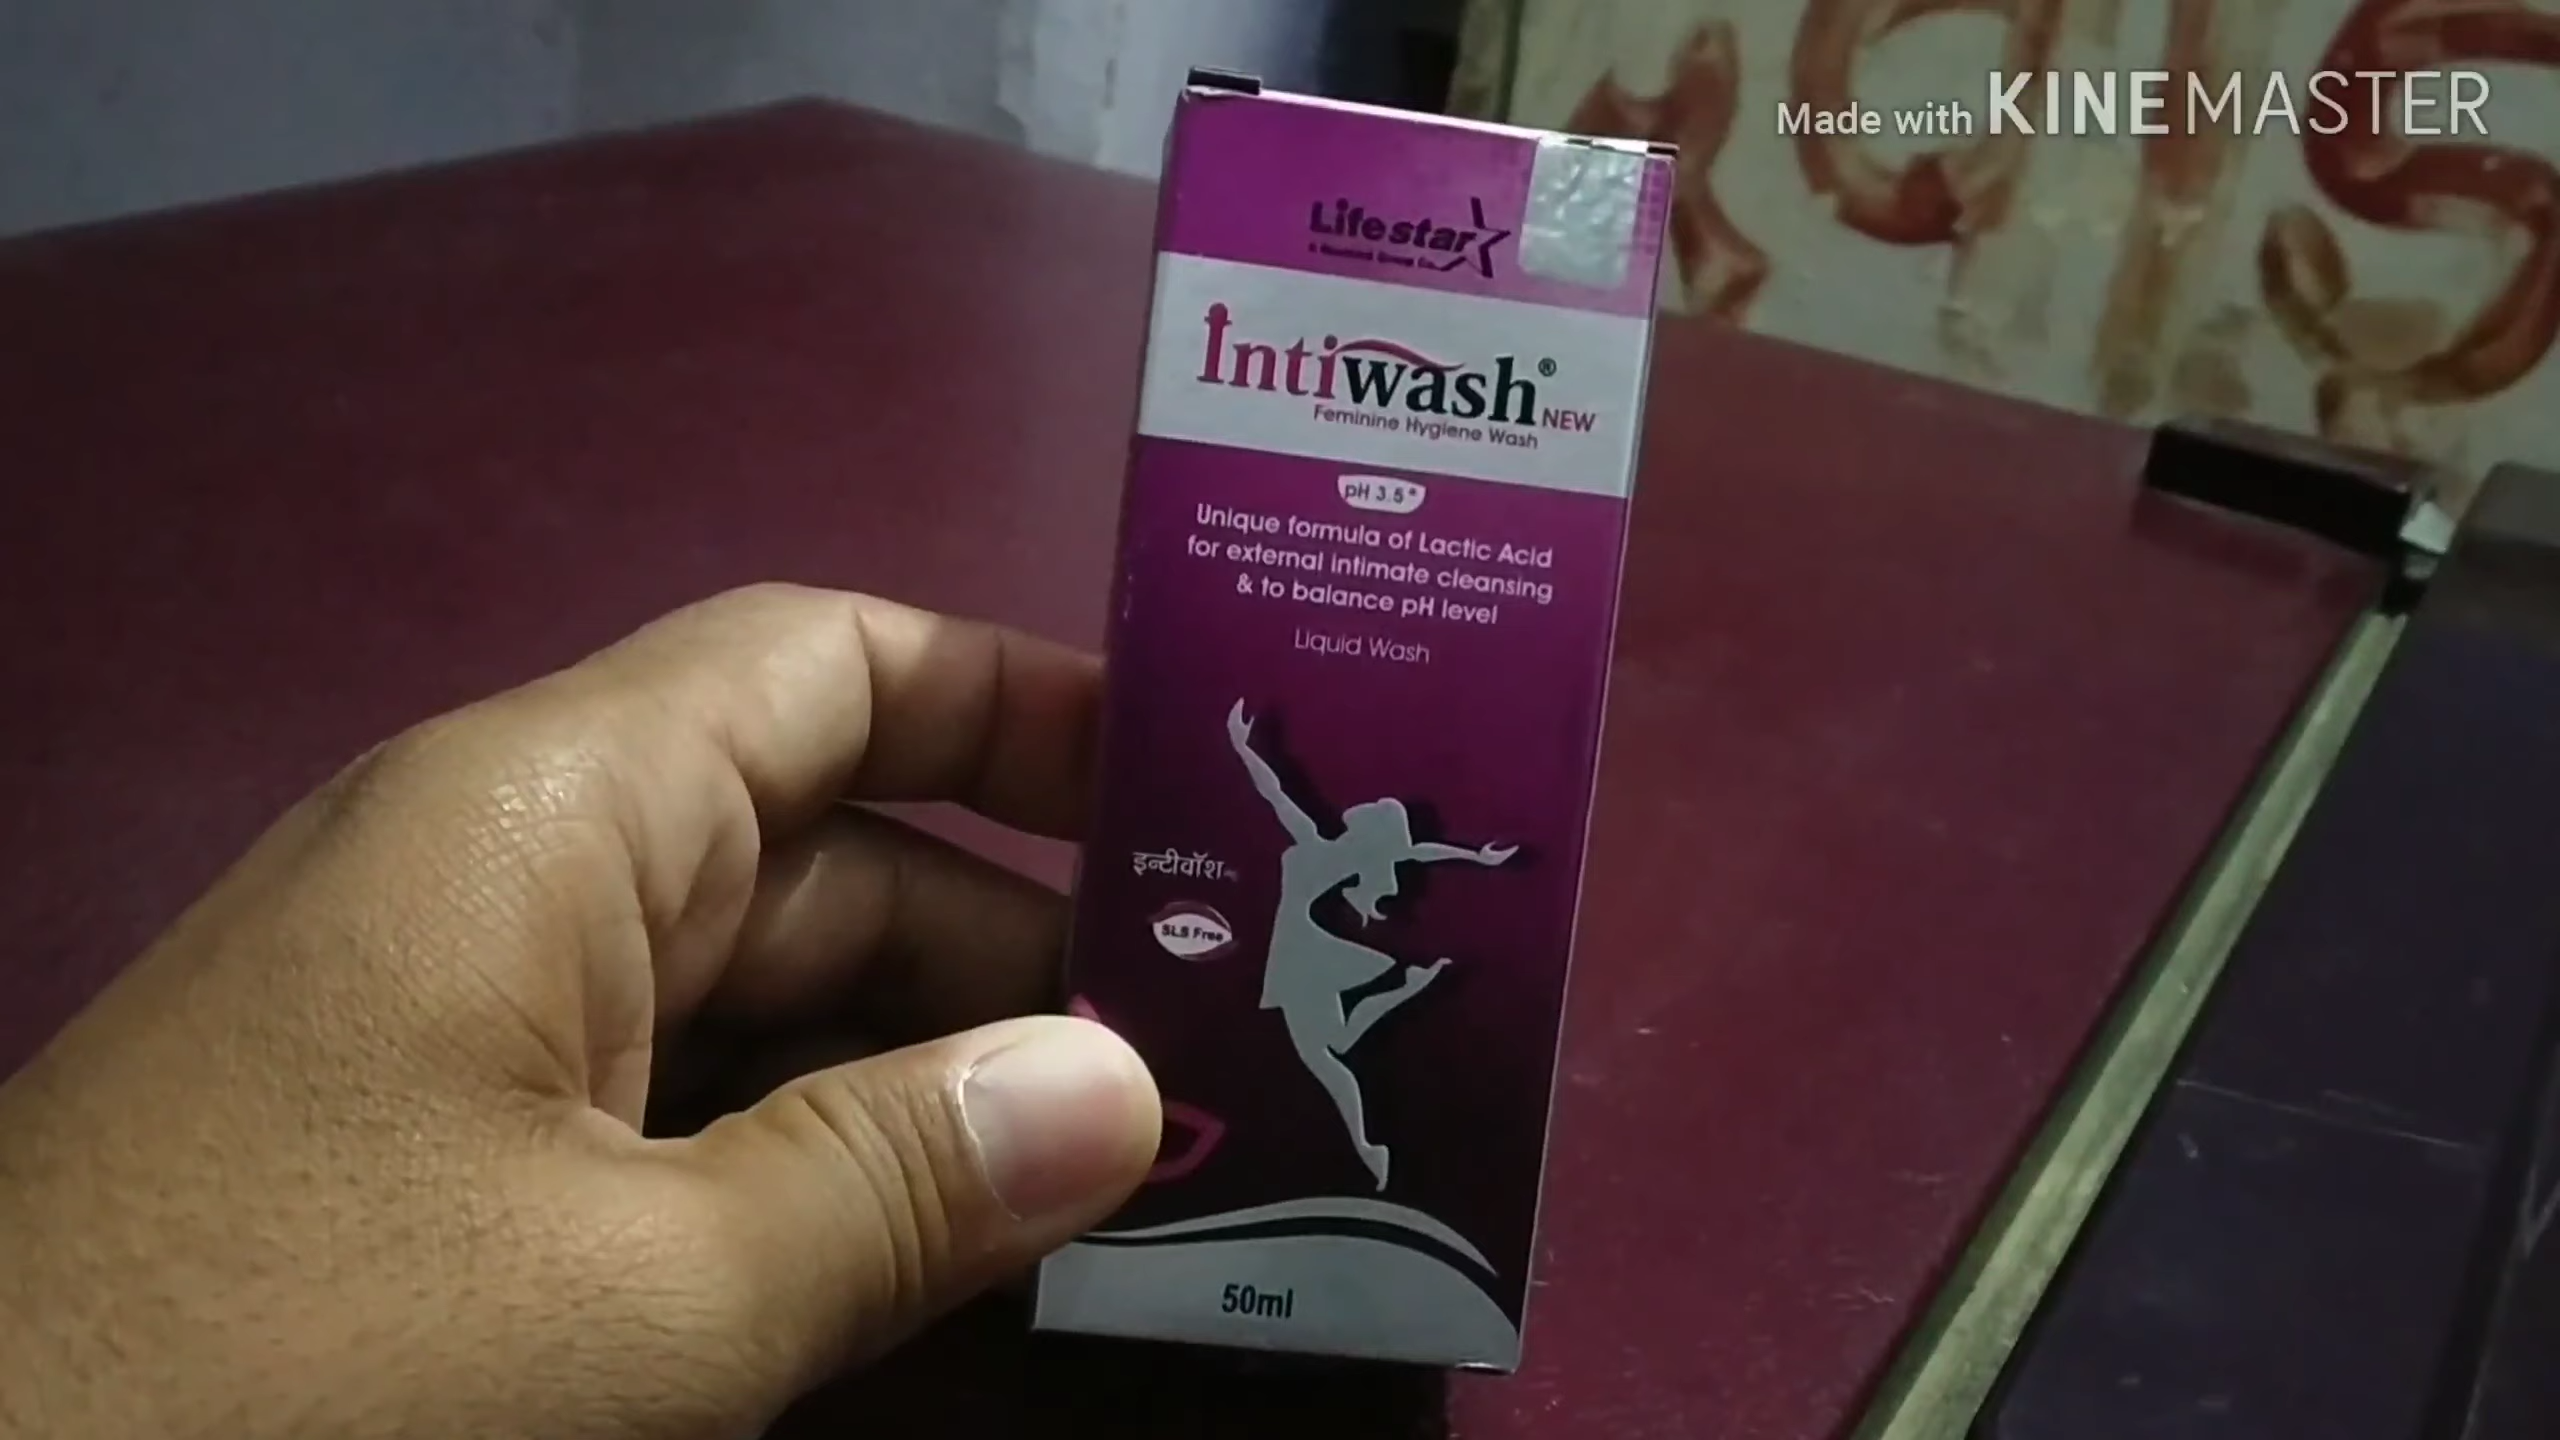 Made with KINEMASTER
Lifestar
Intiwash® NEW
Feminine Hygiene Wash
pH 3.5*
Unique formula of Lactic Acid
for external intimate cleansing
& to balance pH level
Liquid Wash
इन्टीवॉश
SLS Free
50ml